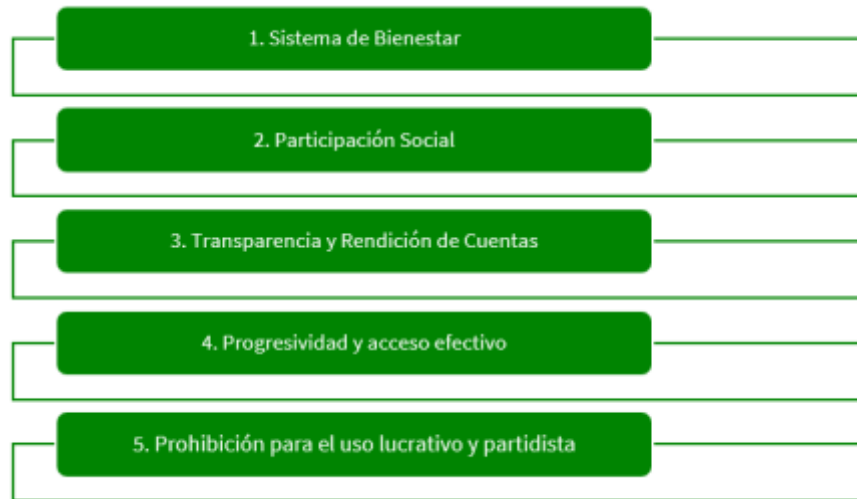 1. Sistema de Bienestar
2. Participación Social
3. Transparencia y Rendición de Cuentas
4. Progresividad y acceso efectivo
5. Prohibición para el uso lucrativo y partidista